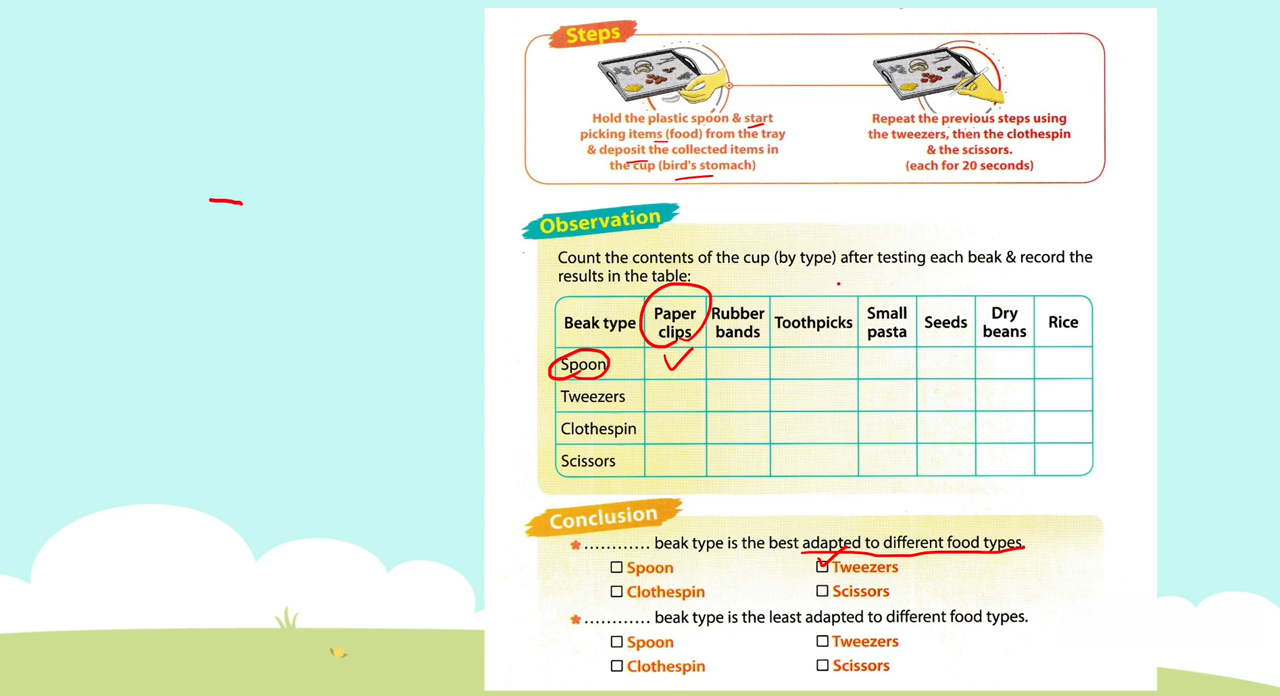 Steps
Hold the plastic spoon & start
picking items (food) from the tray
& deposit the collected items in
the cup (bird's stomach)
Repeat the previous steps using
the tweezers, then the clothespin
& the scissors.
(each for 20 seconds)
Observation
Count the contents of the cup (by type) after testing each beak & record the
results in the table:
Beak type Paper clips Rubber bands Toothpicks Small pasta Seeds Dry beans Rice
Spoon
Tweezers
Clothespin
Scissors
Conclusion
* ............ beak type is the best adapted to different food types.
Spoon Tweezers
Clothespin Scissors
* ............ beak type is the least adapted to different food types.
Spoon Tweezers
Clothespin Scissors